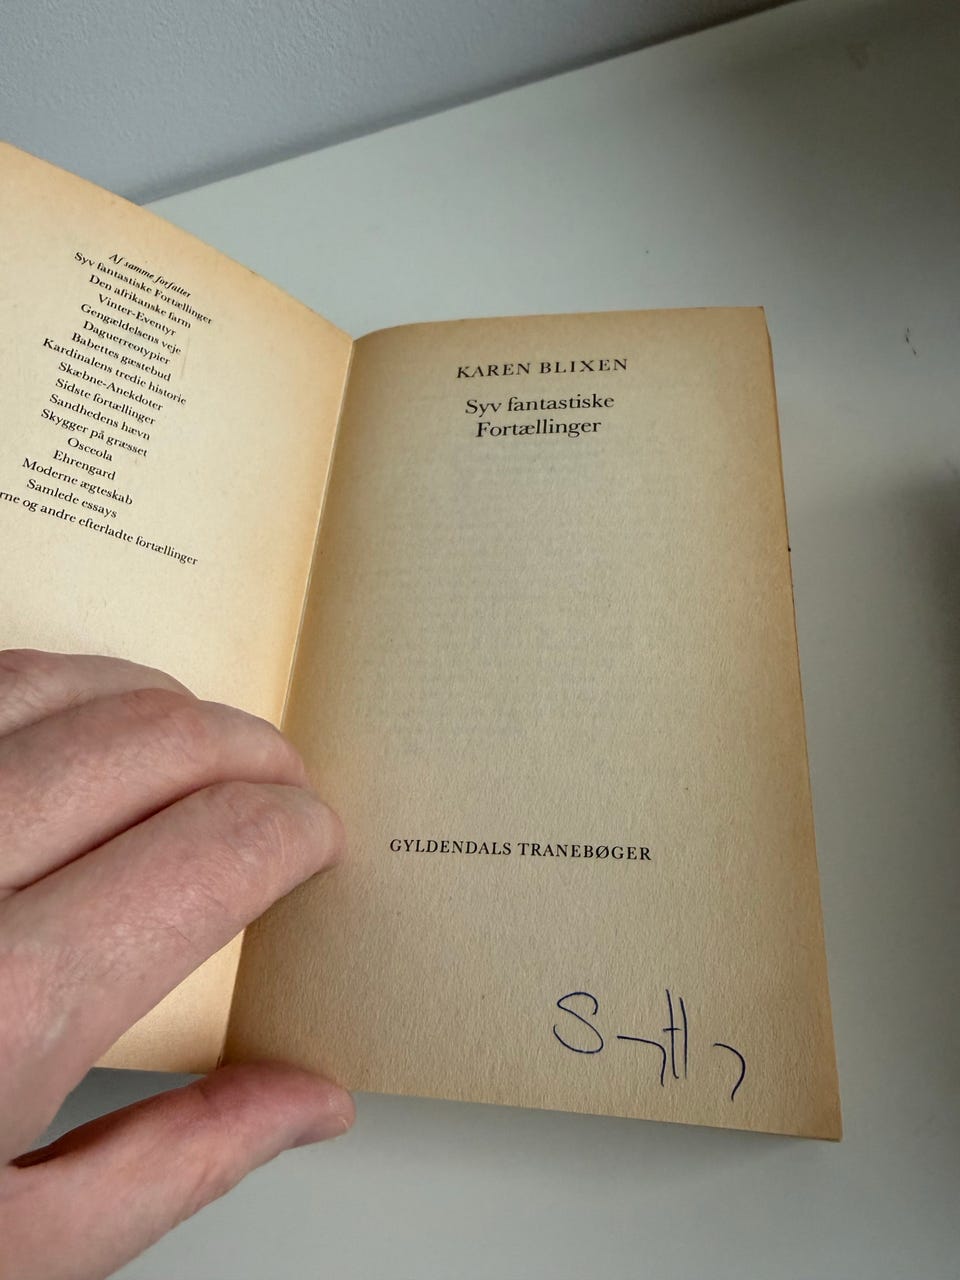 Af samme forfatter
Syv fantastiske Fortællinger
Den afrikanske farm
Vinter-Eventyr
Gengældelsens veje
Daguerreotypier
Babettes gæstebud
Kardinalens tredie historie
Skæbne-Anekdoter
Sidste fortællinger
Sandhedens hævn
Skygger på græsset
Osceola
Ehrengard
Moderne ægteskab
Samlede essays
og andre efterladte fortællinger
KAREN BLIXEN
Syv fantastiske
Fortællinger
GYLDENDALS TRANEBØGER